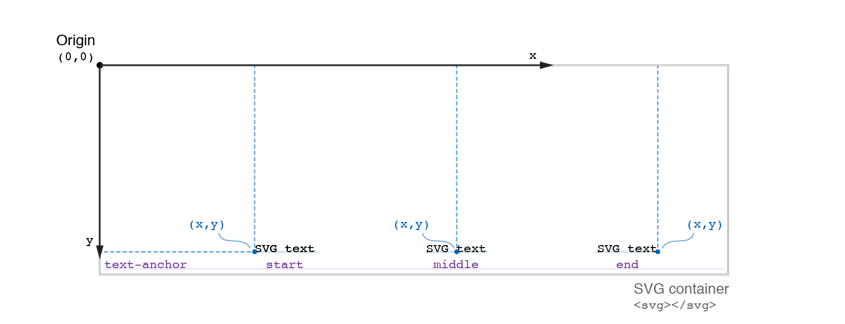 Origin
(0,0)
x
(x,y) (x,y) (x,y)
y
SVG text SVG text SVG text
text-anchor start middle end
SVG container
<svg></svg>